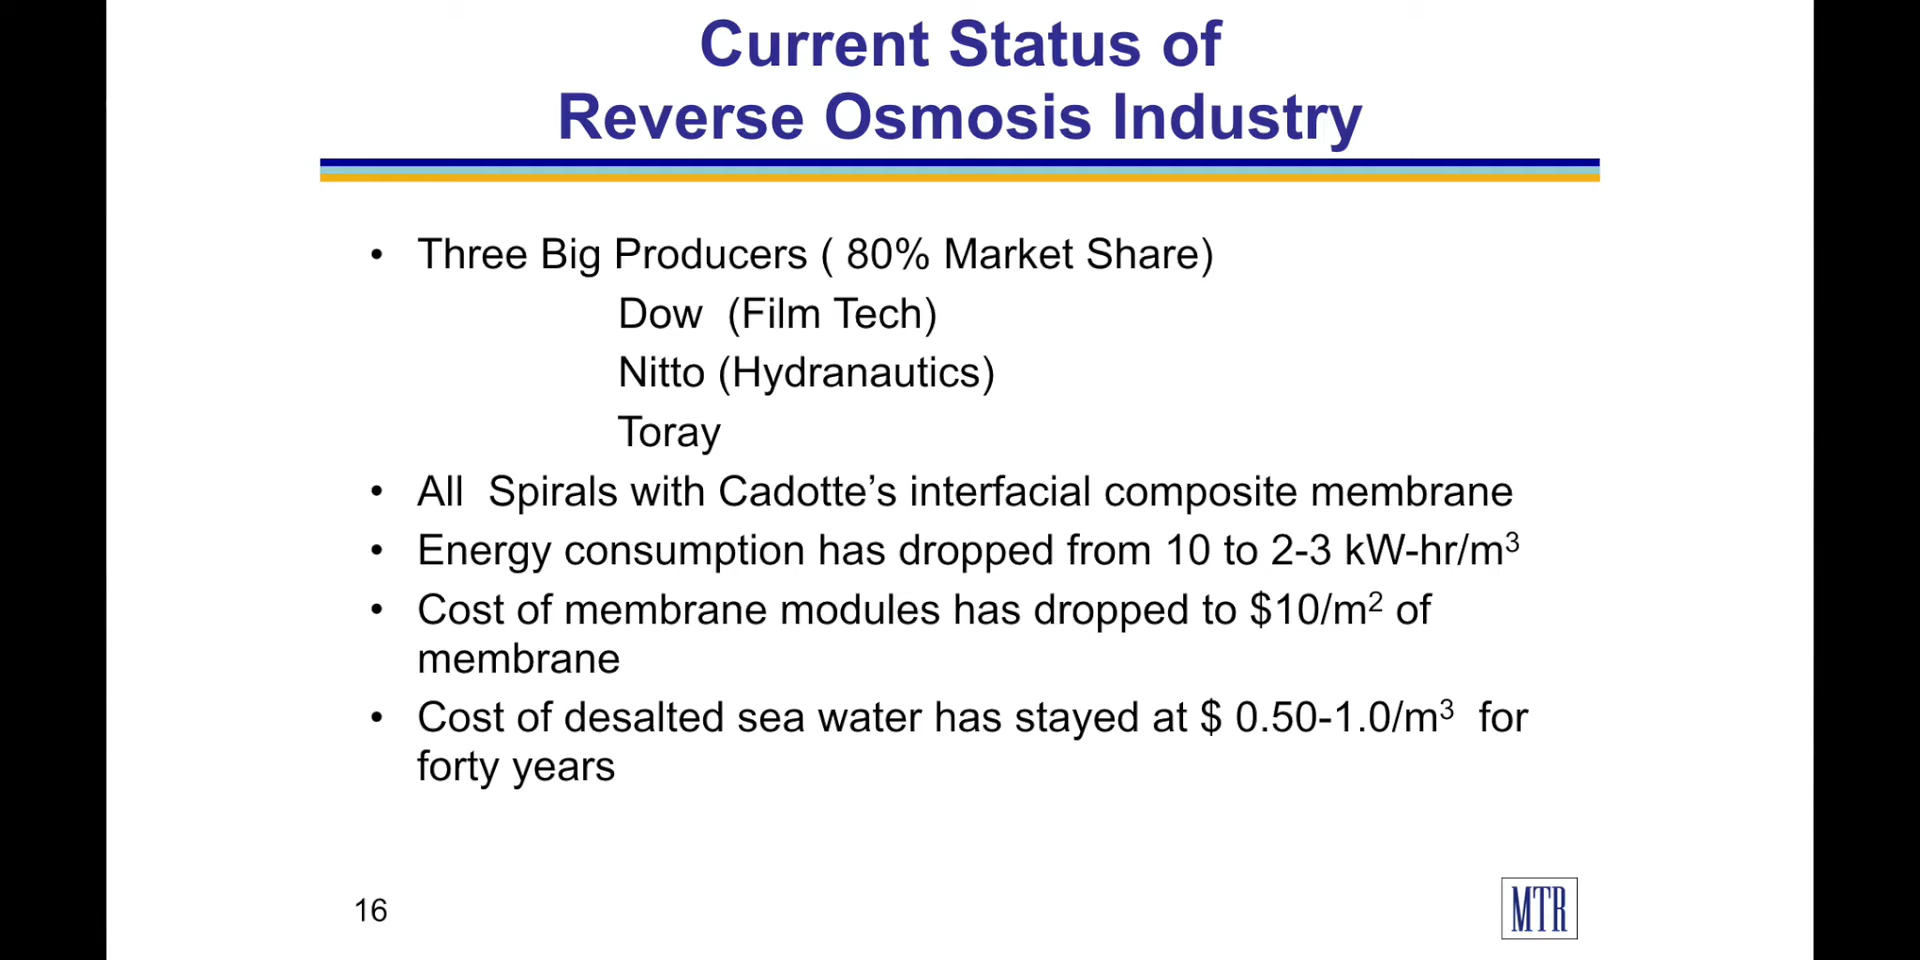 Current Status of
Reverse Osmosis Industry
• Three Big Producers ( 80% Market Share)
Dow (Film Tech)
Nitto (Hydranautics)
Toray
• All Spirals with Cadotte’s interfacial composite membrane
• Energy consumption has dropped from 10 to 2-3 kW-hr/m³
• Cost of membrane modules has dropped to $10/m² of
membrane
• Cost of desalted sea water has stayed at $ 0.50-1.0/m³ for
forty years
16
MTR